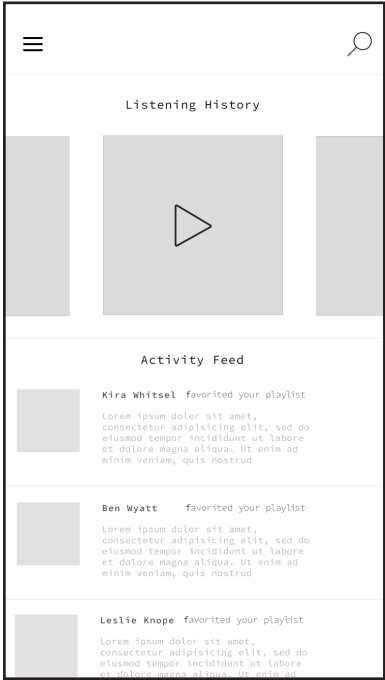 Listening History
Activity Feed
Kira Whitsel favorited your playlist
Lorem ipsum dolor sit amet,
consectetur adipisicing elit, sed do
eiusmod tempor incididunt ut labore
et dolore magna aliqua. Ut enim ad
minim veniam, quis nostrud
Ben Wyatt favorited your playlist
Lorem ipsum dolor sit amet,
consectetur adipisicing elit, sed do
eiusmod tempor incididunt ut labore
et dolore magna aliqua. Ut enim ad
minim veniam, quis nostrud
Leslie Knope favorited your playlist
Lorem ipsum dolor sit amet,
consectetur adipisicing elit, sed do
eiusmod tempor incididunt ut labore
et dolore magna aliqua. Ut enim ad